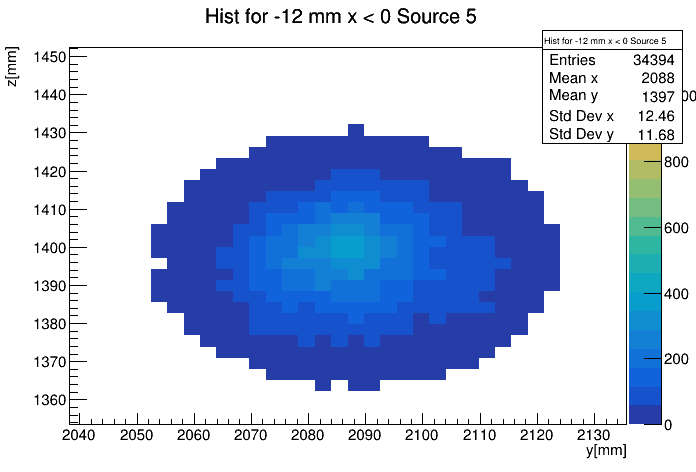 Hist for -12 mm x < 0 Source 5
Hist for -12 mm x < 0 Source 5
Entries 34394
Mean x 2088
Mean y 1397
Std Dev x 12.46
Std Dev y 11.68
z[mm]
1450
1440
1430
1420
1410
1400
1390
1380
1370
1360
800
600
400
200
0
2040 2050 2060 2070 2080 2090 2100 2110 2120 2130
y[mm]